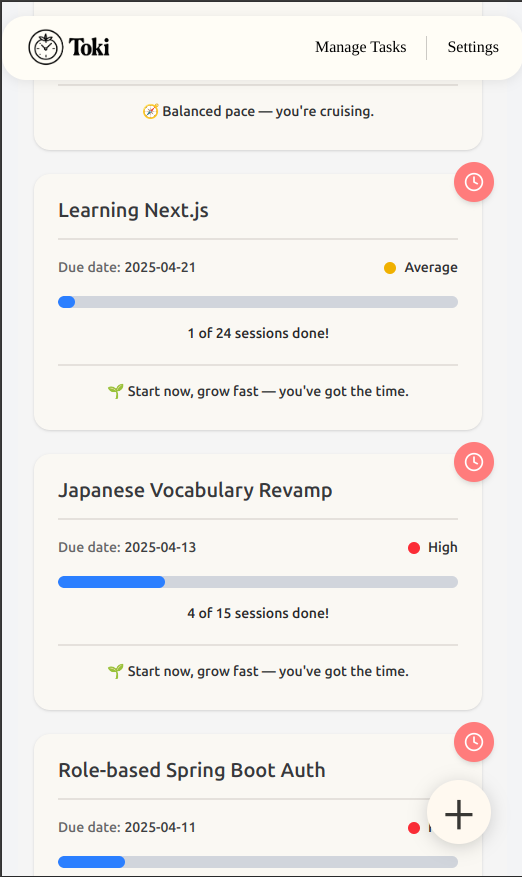 Toki
Manage Tasks
Settings
🧭 Balanced pace — you're cruising.
Learning Next.js
Due date: 2025-04-21
Average
1 of 24 sessions done!
🌱 Start now, grow fast — you've got the time.
Japanese Vocabulary Revamp
Due date: 2025-04-13
High
4 of 15 sessions done!
🌱 Start now, grow fast — you've got the time.
Role-based Spring Boot Auth
Due date: 2025-04-11